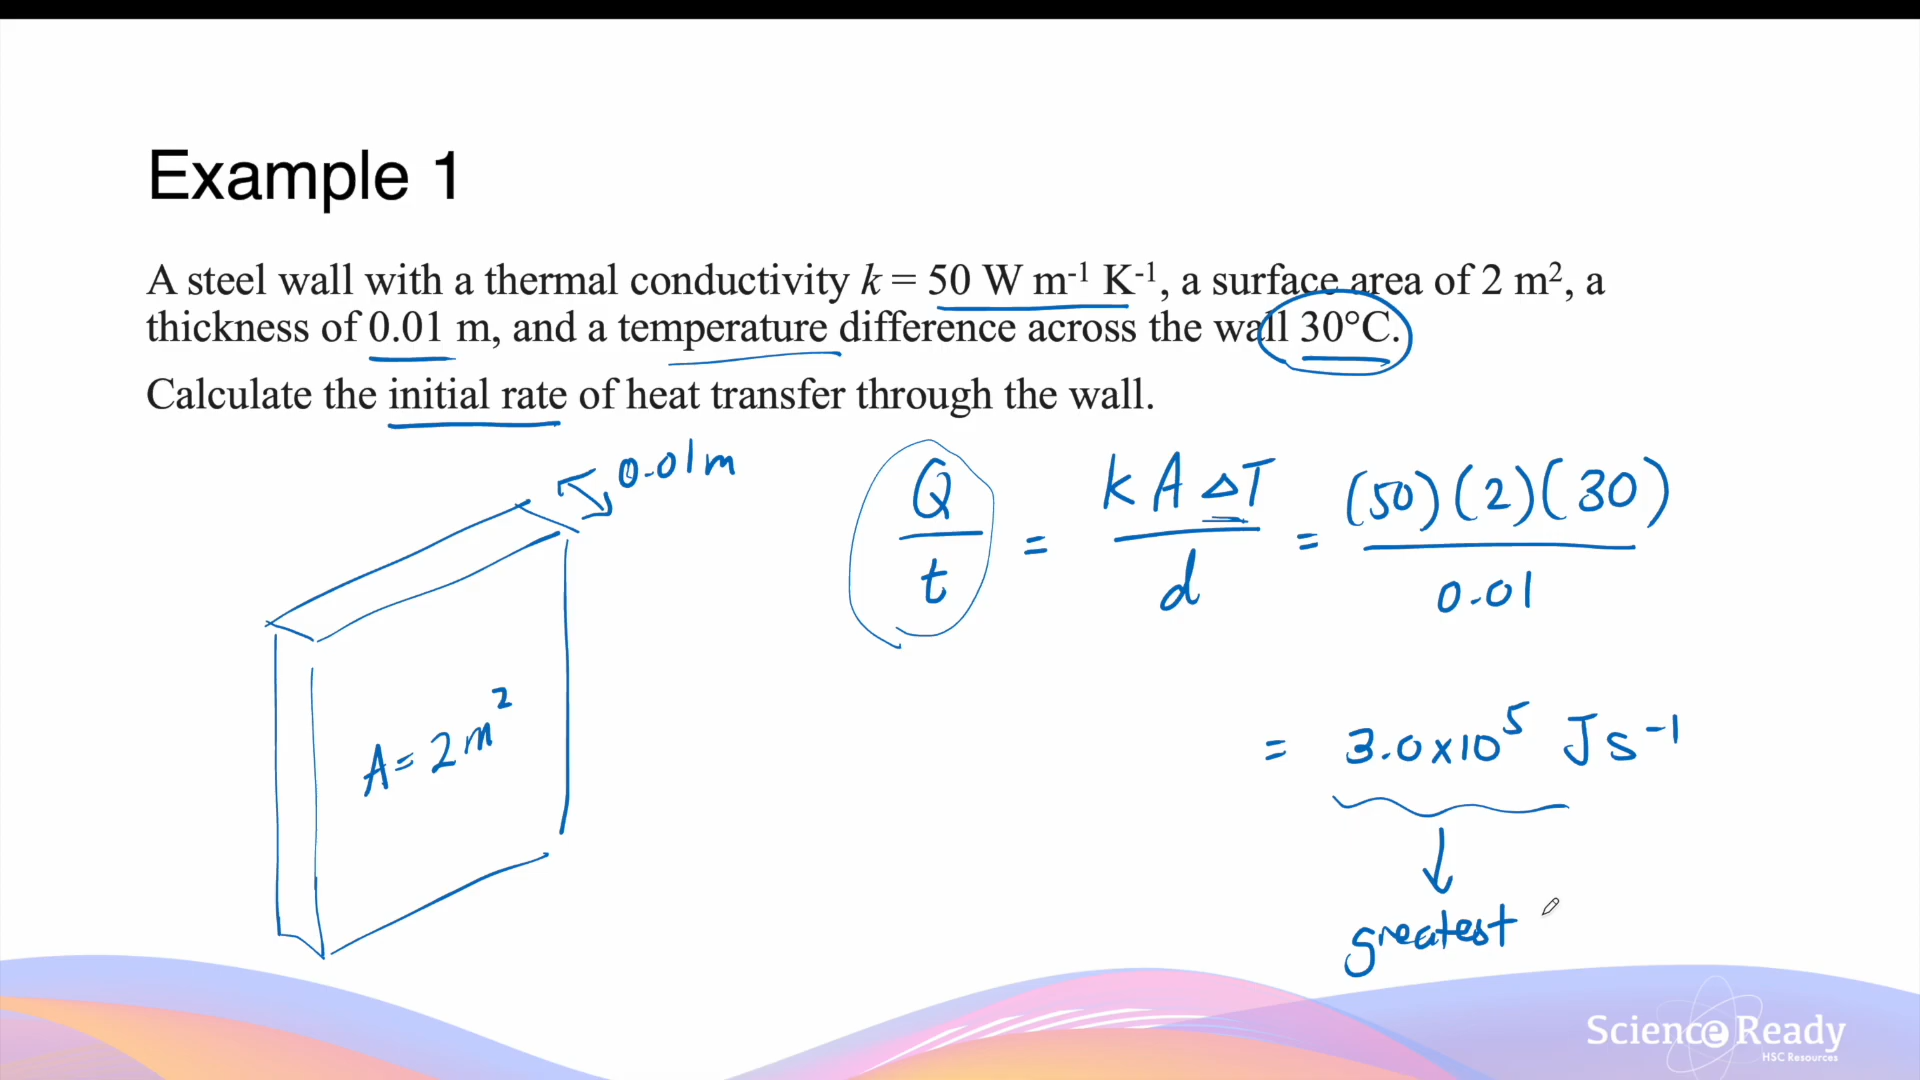 Example 1
A steel wall with a thermal conductivity k = 50 W m⁻¹ K⁻¹, a surface area of 2 m², a
thickness of 0.01 m, and a temperature difference across the wall 30°C.
Calculate the initial rate of heat transfer through the wall.
0.01m
Q/t = kAΔT/d = (50)(2)(30)/0.01
A = 2m²
= 3.0×10⁵ Js⁻¹
greatest
Science Ready
HSC Resources